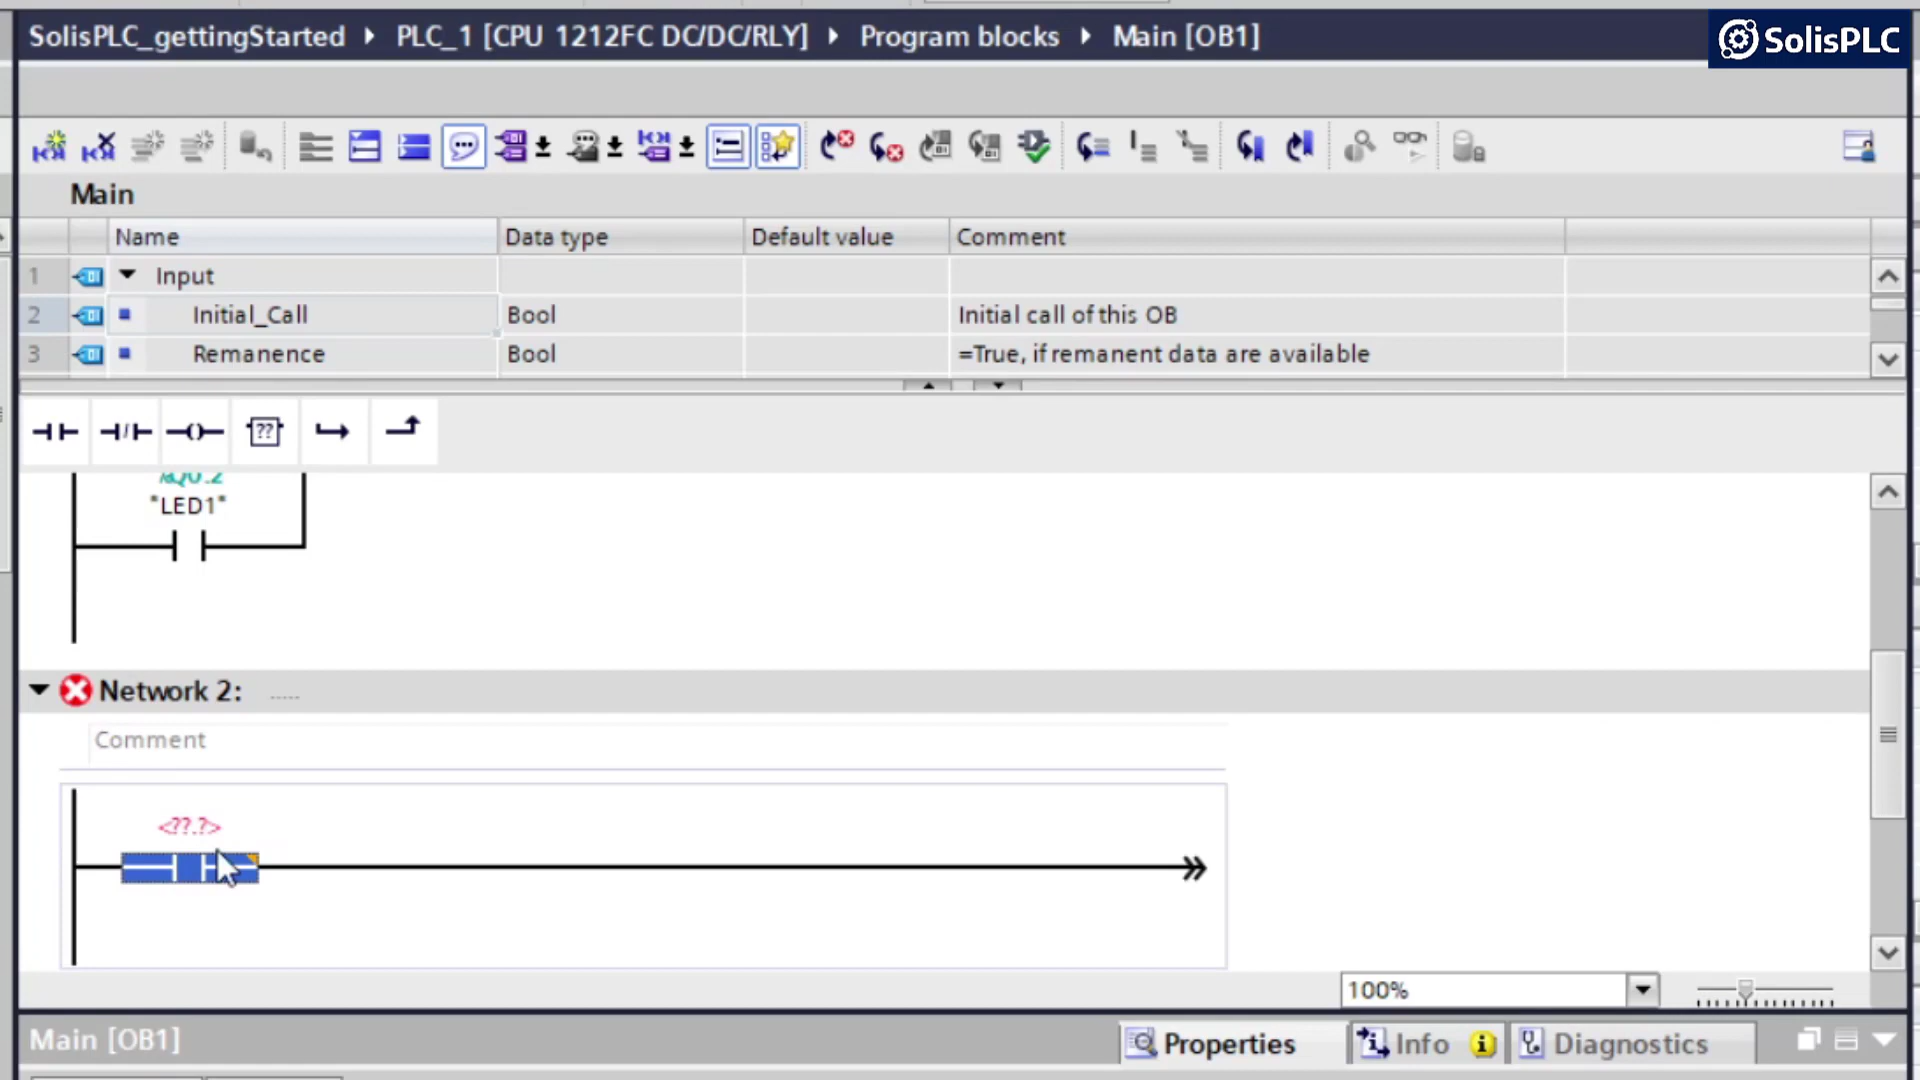 SolisPLC_gettingStarted PLC_1 [CPU 1212FC DC/DC/RLY] Program blocks Main [OB1]
SolisPLC
Main
Name Data type Default value Comment
1 Input
2 Initial_Call Bool Initial call of this OB
3 Remanence Bool =True, if remanent data are available
??
%Q0.2
"LED1"
Network 2: .....
Comment
<??.?>
100%
Main [OB1]
Properties Info Diagnostics